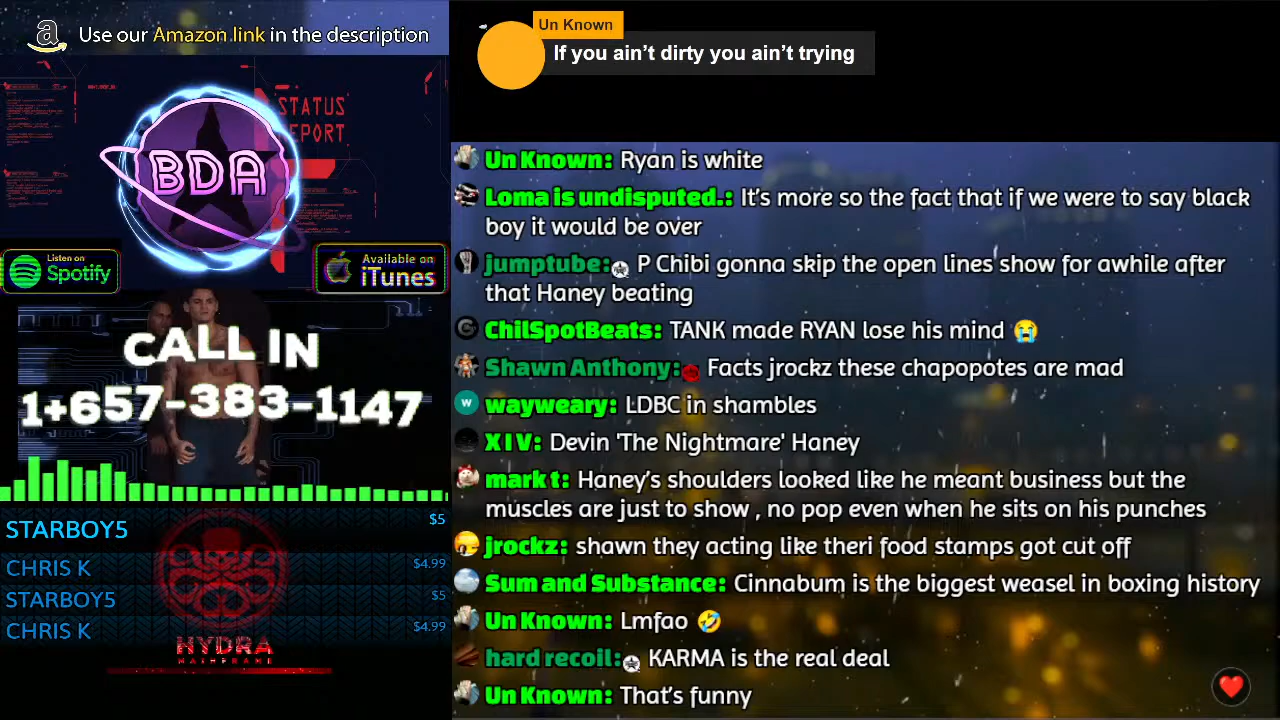 Use our Amazon link in the description
STATUS
REPORT
BDA
Listen on
Spotify
Available on
iTunes
CALL IN
1+657-383-1147
STARBOY5 $5
CHRIS K $4.99
STARBOY5 $5
CHRIS K $4.99
HYDRA
MAINFRAME
Un Known
If you ain't dirty you ain't trying
Un Known: Ryan is white
Loma is undisputed.: It's more so the fact that if we were to say black
boy it would be over
jumptube: P Chibi gonna skip the open lines show for awhile after
that Haney beating
ChilSpotBeats: TANK made RYAN lose his mind 😭
Shawn Anthony: Facts jrockz these chapopotes are mad
W wayweary: LDBC in shambles
X I V: Devin 'The Nightmare' Haney
mark t: Haney's shoulders looked like he meant business but the
muscles are just to show , no pop even when he sits on his punches
jrockz: shawn they acting like theri food stamps got cut off
Sum and Substance: Cinnabum is the biggest weasel in boxing history
Un Known: Lmfao 🤣
hard recoil: KARMA is the real deal
Un Known: That's funny